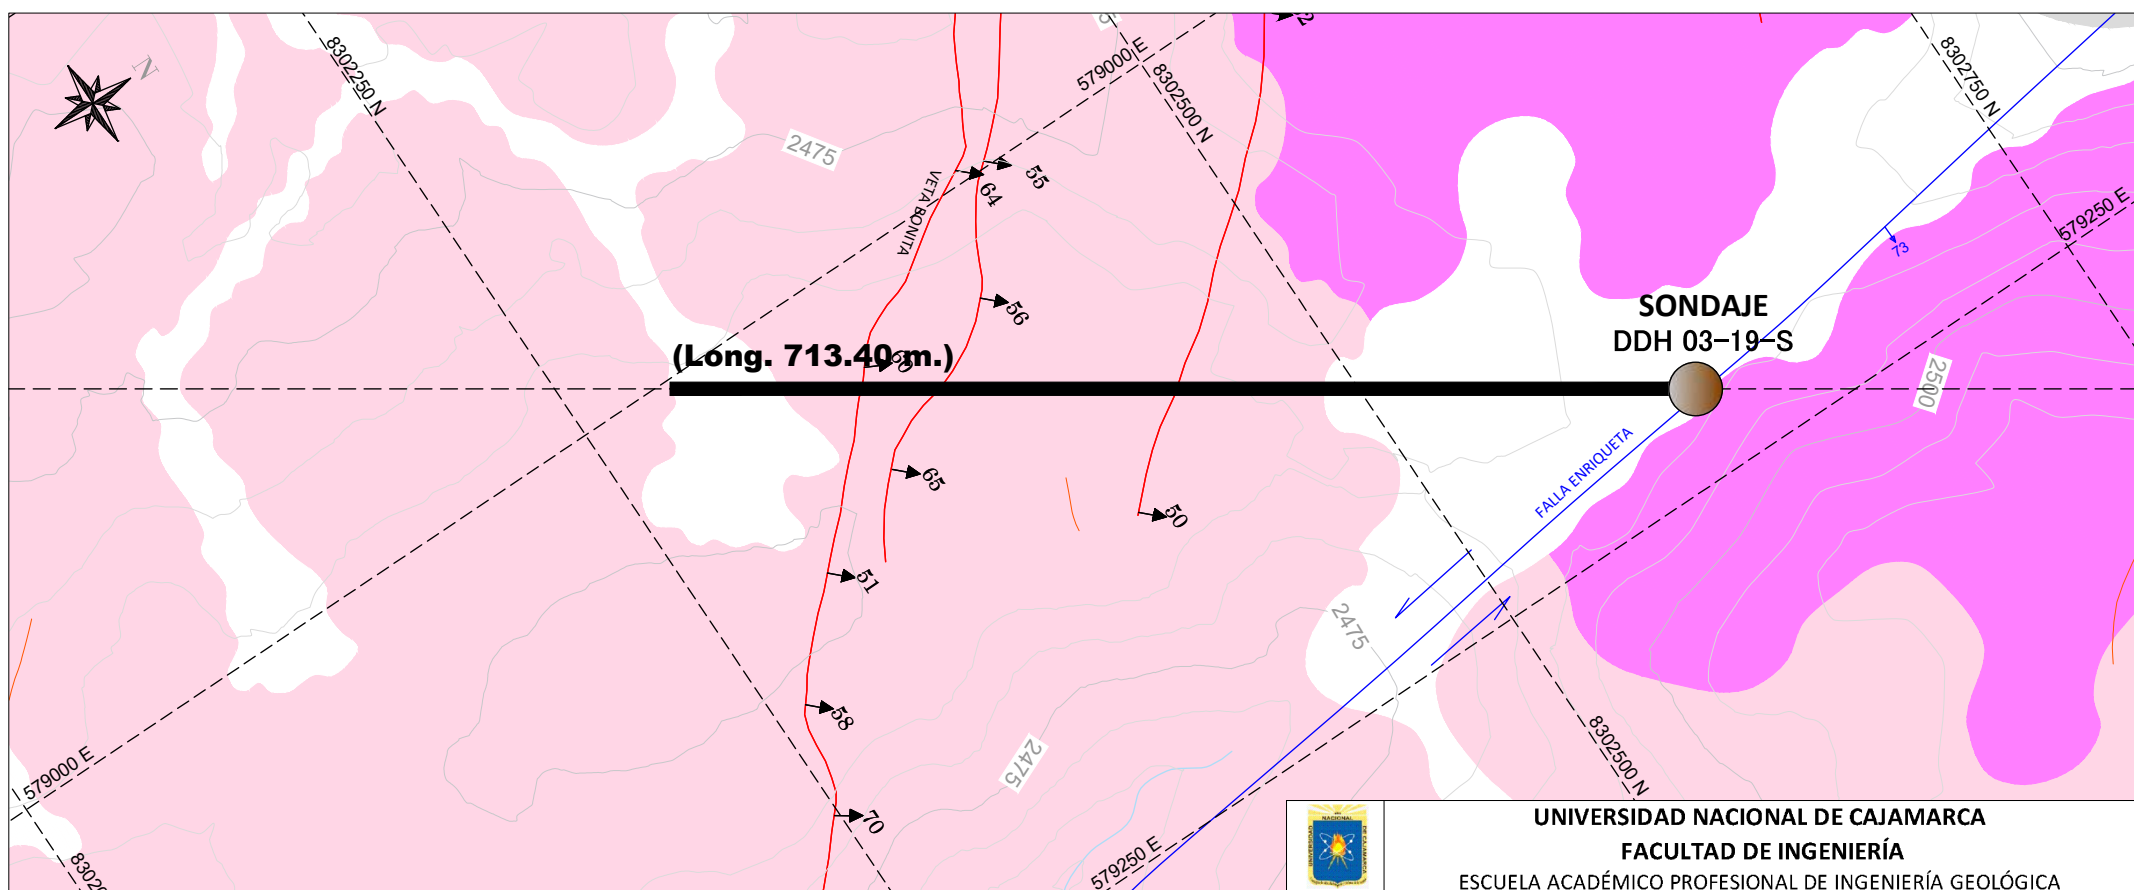 N
8302250 N
2475
579000 E
8302500 N
8302750 N
579250 E
VETA BONITA
55
64
56
73
SONDAJE
DDH 03-19-S
(Long. 713.40 m.)
60
2500
65
50
FALLA ENRIQUETA
51
2475
58
2475
70
579000 E
8302500 N
579250 E
UNIVERSIDAD NACIONAL DE CAJAMARCA
FACULTAD DE INGENIERÍA
ESCUELA ACADÉMICO PROFESIONAL DE INGENIERÍA GEOLÓGICA